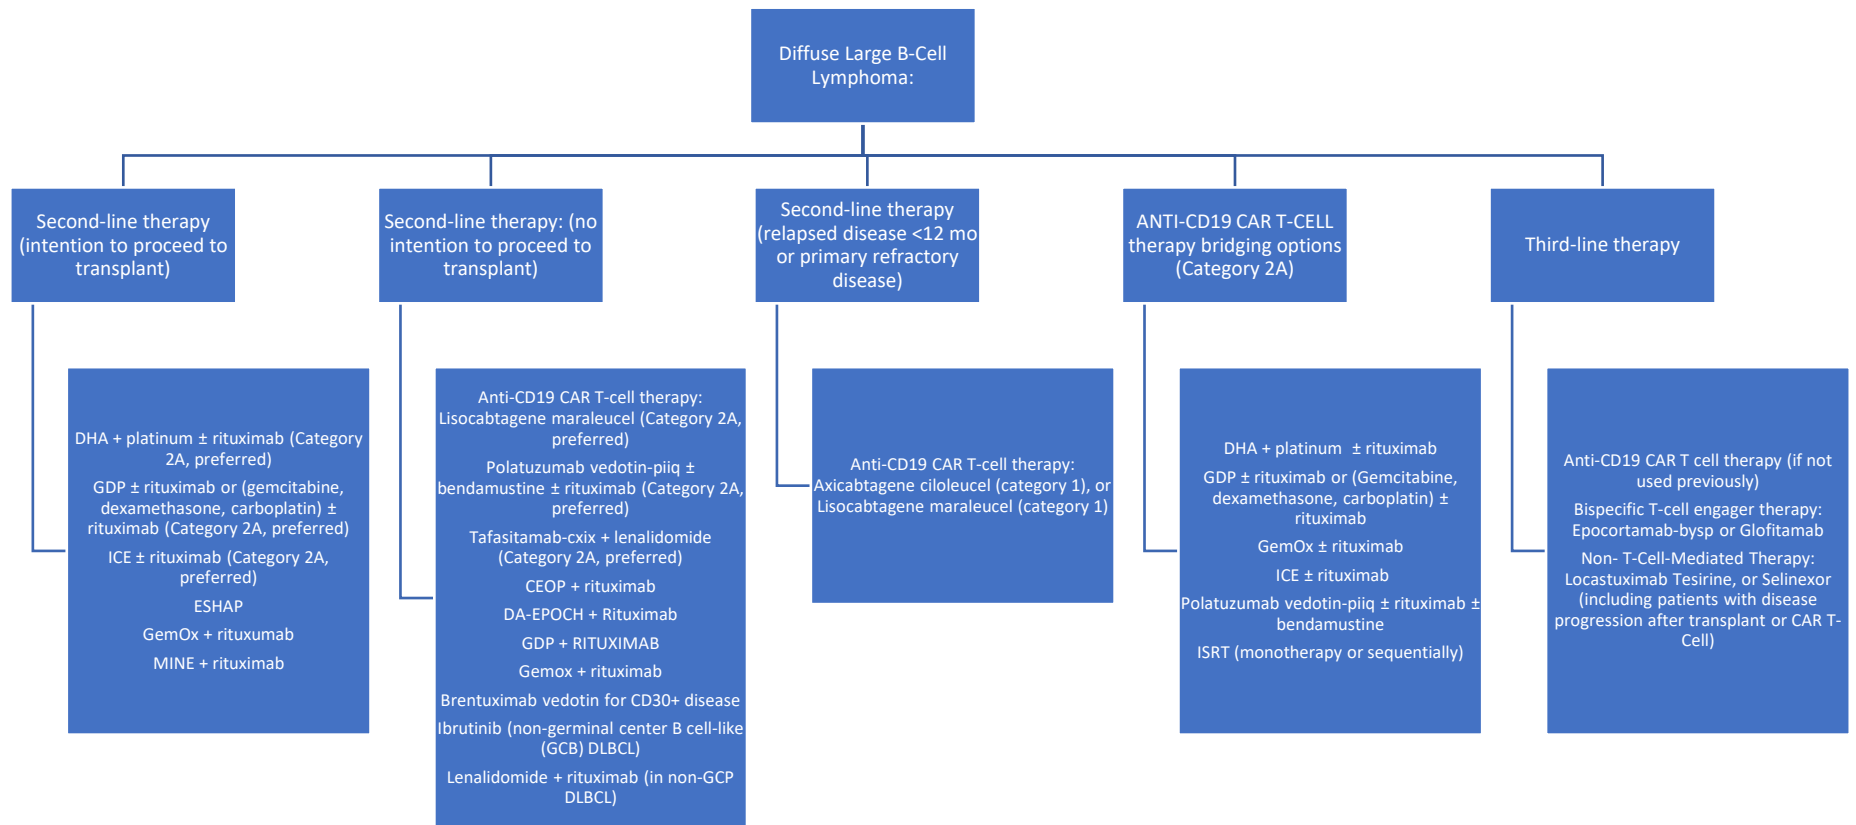 Diffuse Large B-Cell
Lymphoma:
Second-line therapy
(intention to proceed to
transplant)
DHA + platinum ± rituximab (Category
2A, preferred)
GDP ± rituximab or (gemcitabine,
dexamethasone, carboplatin) ±
rituximab (Category 2A, preferred)
ICE ± rituximab (Category 2A,
preferred)
ESHAP
GemOx + rituxumab
MINE + rituximab
Second-line therapy: (no
intention to proceed to
transplant)
Anti-CD19 CAR T-cell therapy:
Lisocabtagene maraleucel (Category 2A,
preferred)
Polatuzumab vedotin-piiq ±
bendamustine ± rituximab (Category 2A,
preferred)
Tafasitamab-cxix + lenalidomide
(Category 2A, preferred)
CEOP + rituximab
DA-EPOCH + Rituximab
GDP + RITUXIMAB
Gemox + rituximab
Brentuximab vedotin for CD30+ disease
Ibrutinib (non-germinal center B cell-like
(GCB) DLBCL)
Lenalidomide + rituximab (in non-GCP
DLBCL)
Second-line therapy
(relapsed disease <12 mo
or primary refractory
disease)
Anti-CD19 CAR T-cell therapy:
Axicabtagene ciloleucel (category 1), or
Lisocabtagene maraleucel (category 1)
ANTI-CD19 CAR T-CELL
therapy bridging options
(Category 2A)
DHA + platinum ± rituximab
GDP ± rituximab or (Gemcitabine,
dexamethasone, carboplatin) ±
rituximab
GemOx ± rituximab
ICE ± rituximab
Polatuzumab vedotin-piiq ± rituximab ±
bendamustine
ISRT (monotherapy or sequentially)
Third-line therapy
Anti-CD19 CAR T cell therapy (if not
used previously)
Bispecific T-cell engager therapy:
Epocortamab-bysp or Glofitamab
Non- T-Cell-Mediated Therapy:
Locastuximab Tesirine, or Selinexor
(including patients with disease
progression after transplant or CAR T-
Cell)